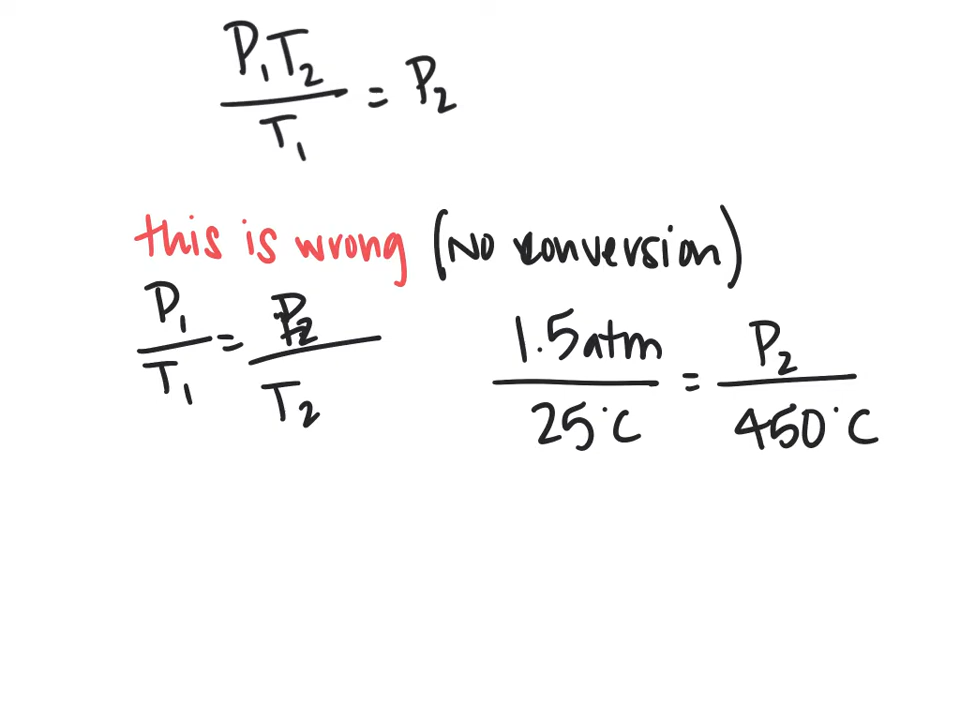 P₁T₂ / T₁ = P₂
this is wrong (No conversion)
P₁ / T₁ = P₂ / T₂
1.5atm / 25°C = P₂ / 450°C